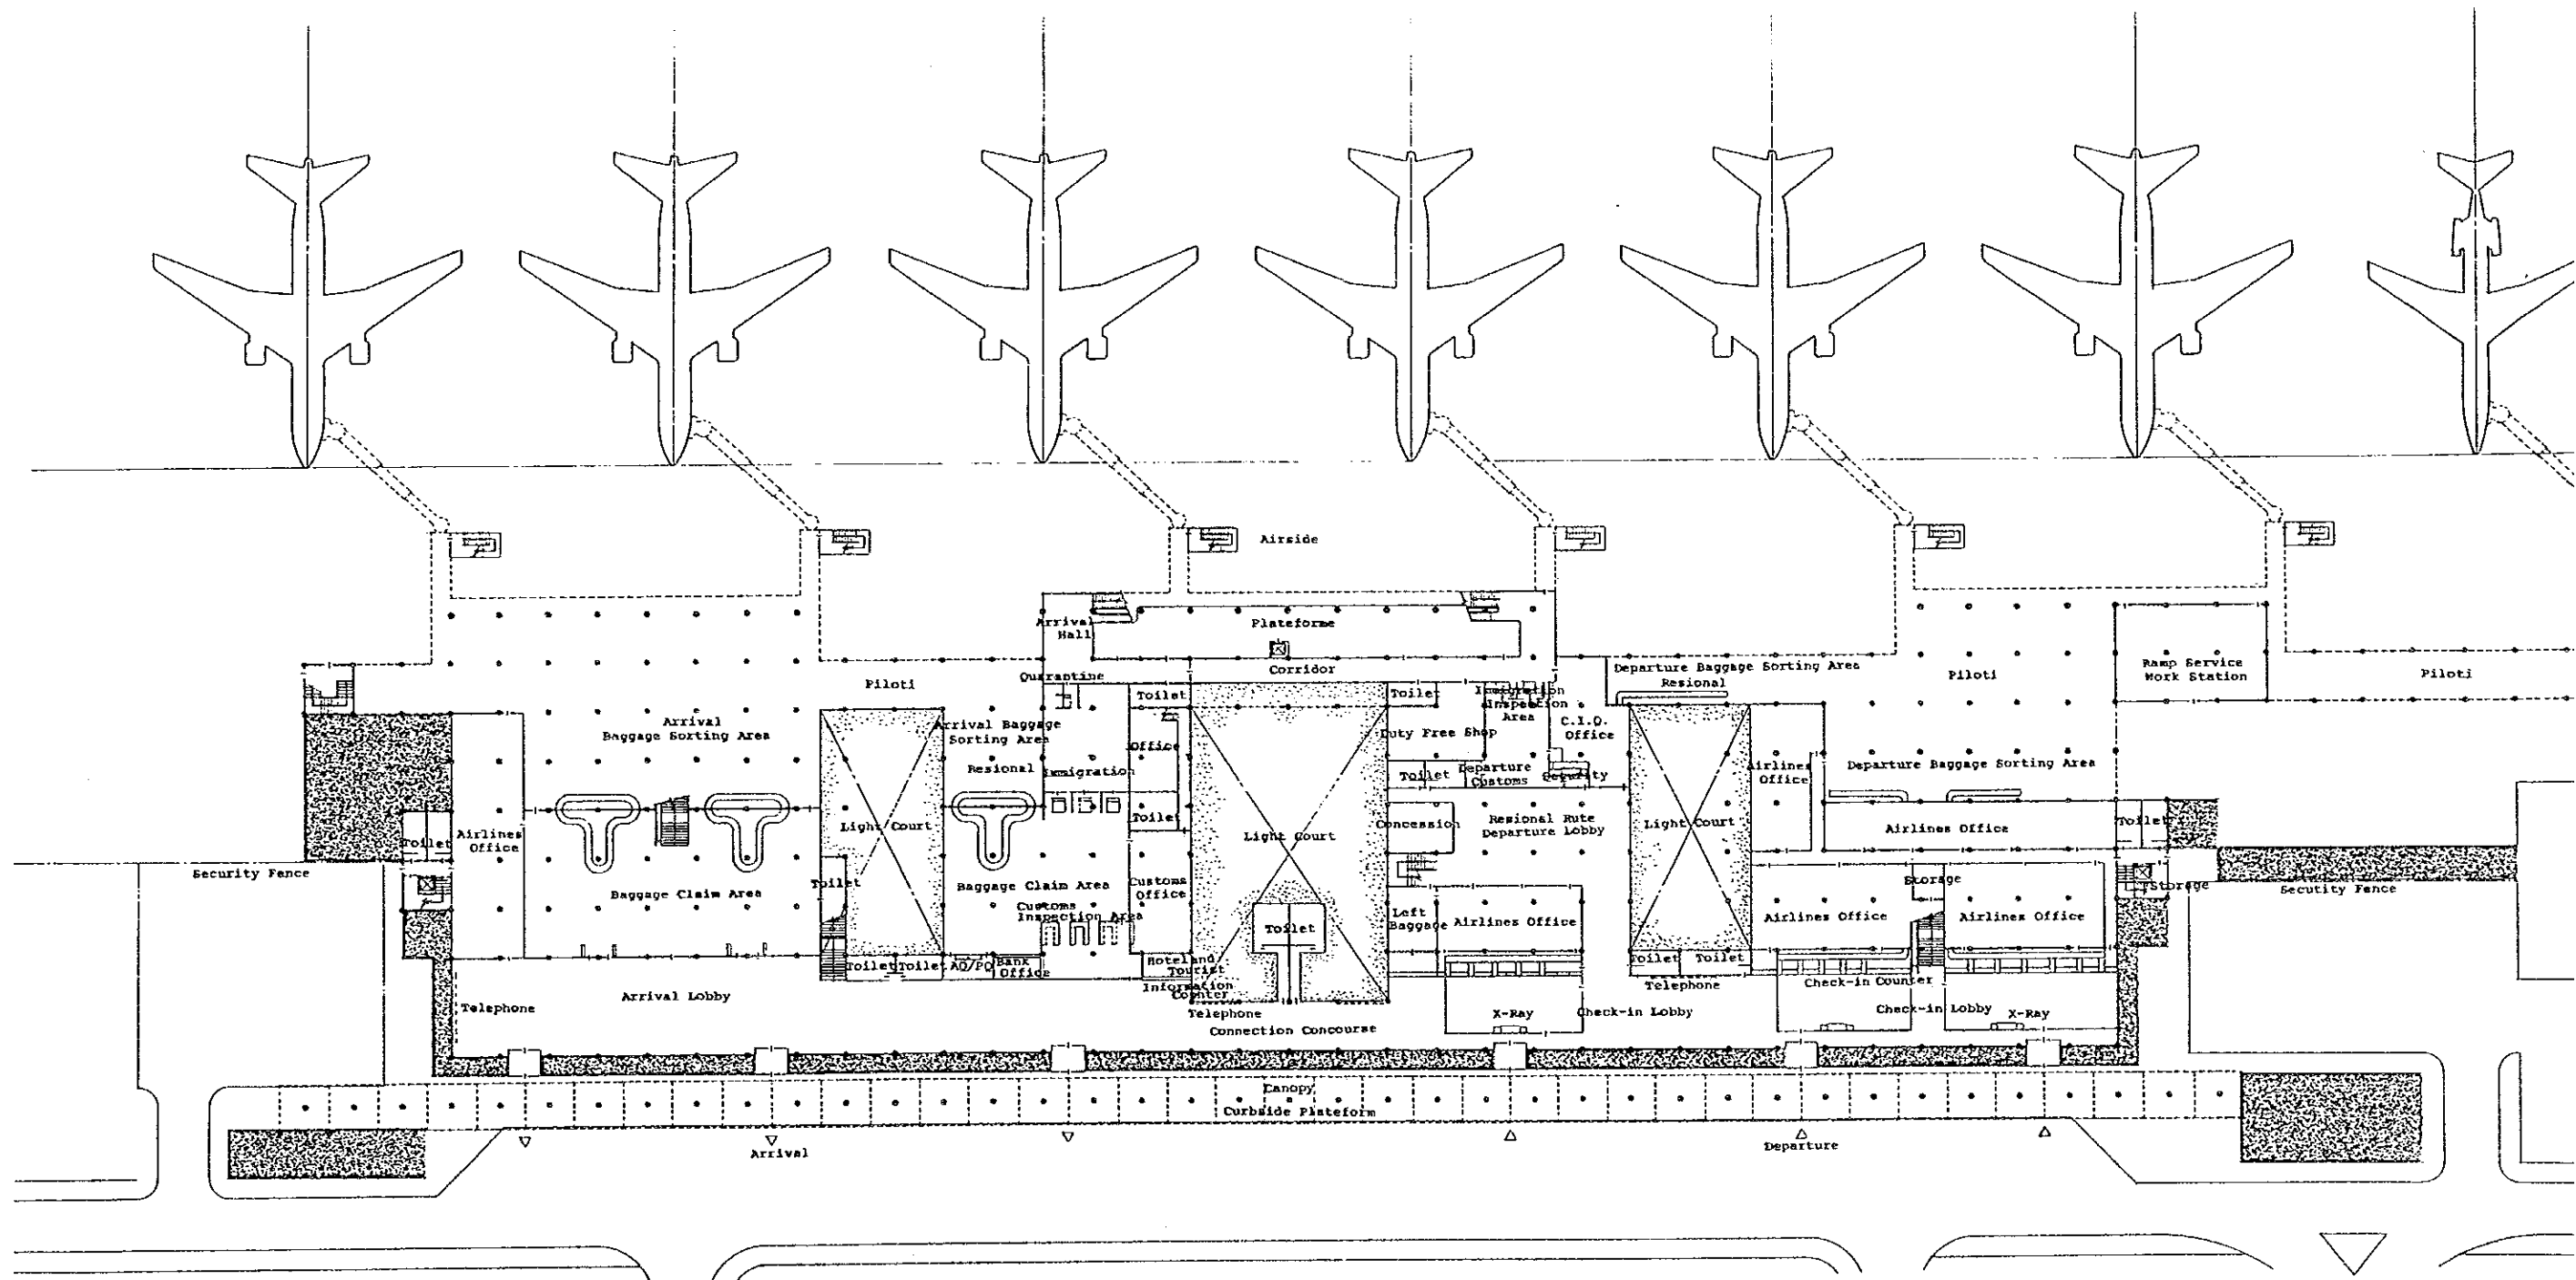 Airside
Arrival
Hall
Plateforme
Corridor
Quarantine
Piloti
Toilet
Toilet
Immigration
Inspection
Area
Departure Baggage Sorting Area
Resional
Piloti
Ramp Service
Work Station
Piloti
Arrival
Baggage Sorting Area
Arrival Baggage
Sorting Area
Resional
Immigration
Office
Duty Free Shop
C.I.Q.
Office
Toilet
Departure
Customs
Security
Airlines
Office
Departure Baggage Sorting Area
Toilet
Airlines
Office
Toilet
Light Court
Light Court
Concession
Resional Rute
Departure Lobby
Light Court
Airlines Office
Toilet
Security Fence
Baggage Claim Area
Toilet
Baggage Claim Area
Customs
Inspection Area
Customs
Office
Left
Baggage
Airlines Office
Toilet
Storage
Airlines Office
Airlines Office
Storage
Secutity Fence
Toilet
Toilet
AO/PO
Bank
Office
Hotel and
Tourist
Information
Counter
Toilet
Toilet
Telephone
Arrival Lobby
Telephone
Telephone
Connection Concourse
X-Ray
Check-in Lobby
Telephone
Check-in Counter
Check-in Lobby
X-Ray
Canopy
Curbside Plateform
Arrival
Departure